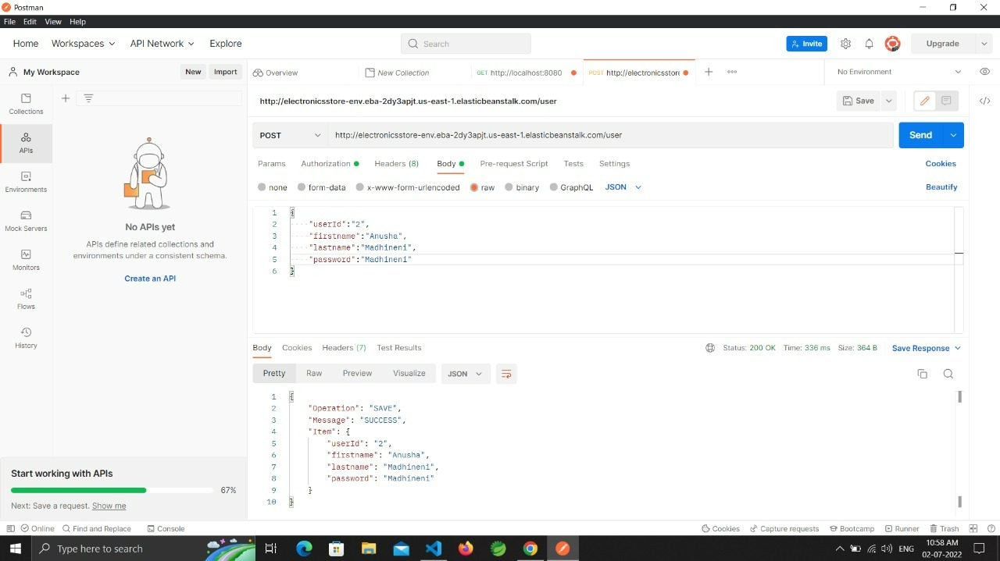 Postman
File Edit View Help
Home Workspaces API Network Explore Search Invite Upgrade
My Workspace New Import Overview New Collection GET http://localhost:8080 POST http://electronicsstore No Environment
http://electronicsstore-env.eba-2dy3apjt.us-east-1.elasticbeanstalk.com/user Save
POST http://electronicsstore-env.eba-2dy3apjt.us-east-1.elasticbeanstalk.com/user Send
Params Authorization Headers (8) Body Pre-request Script Tests Settings Cookies
none form-data x-www-form-urlencoded raw binary GraphQL JSON Beautify
Collections
APIs
Environments
Mock Servers
Monitors
Flows
History
No APIs yet
APIs define related collections and
environments under a consistent schema.
Create an API
1 {
2 "userId":"2",
3 "firstname":"Anusha",
4 "lastname":"Madhineni",
5 "password":"Madhineni"
6 }
Body Cookies Headers (7) Test Results Status: 200 OK Time: 336 ms Size: 364 B Save Response
Pretty Raw Preview Visualize JSON
1 {
2 "Operation": "SAVE",
3 "Message": "SUCCESS",
4 "Item": {
5 "userId": "2",
6 "firstname": "Anusha",
7 "lastname": "Madhineni",
8 "password": "Madhineni"
9 }
10 }
Start working with APIs
67%
Next: Save a request. Show me
Online Find and Replace Console Cookies Capture requests Bootcamp Runner Trash
Type here to search ENG 10:58 AM
02-07-2022